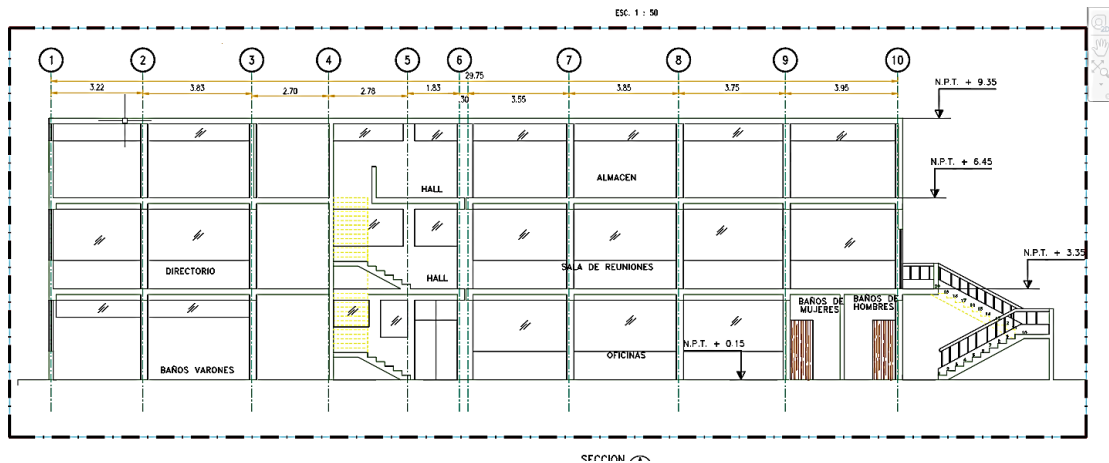 ESC. 1 : 50
1 2 3 4 5 6 7 8 9 10
29.75
3.22 3.83 2.70 2.78 1.83 .30 3.55 3.85 3.75 3.95
N.P.T. + 9.35
N.P.T. + 6.45
ALMACEN
HALL
N.P.T. + 3.35
DIRECTORIO
HALL
SALA DE REUNIONES
BAÑOS DE
MUJERES
BAÑOS DE
HOMBRES
N.P.T. + 0.15
OFICINAS
BAÑOS VARONES
SECCION